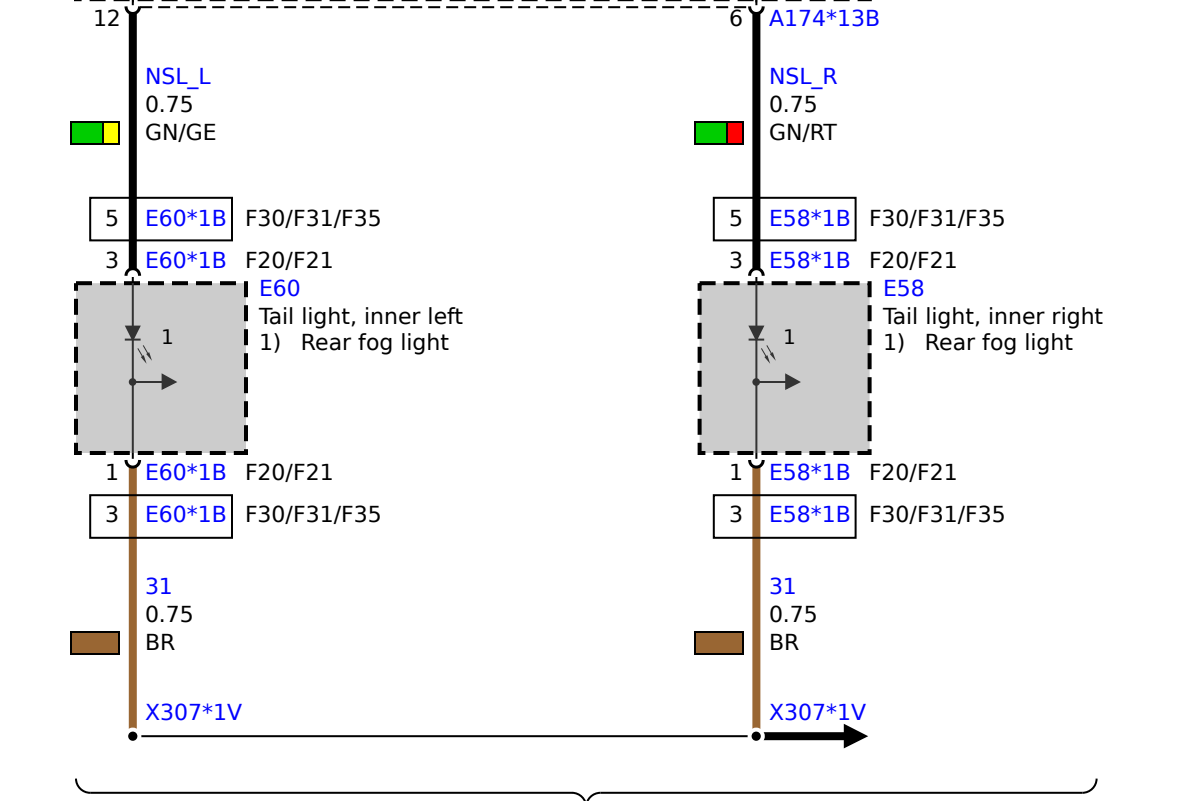 12
6 A174*13B
NSL_L
0.75
GN/GE
NSL_R
0.75
GN/RT
5 E60*1B F30/F31/F35
3 E60*1B F20/F21
5 E58*1B F30/F31/F35
3 E58*1B F20/F21
E60
Tail light, inner left
1) Rear fog light
1
E58
Tail light, inner right
1) Rear fog light
1
1 E60*1B F20/F21
3 E60*1B F30/F31/F35
1 E58*1B F20/F21
3 E58*1B F30/F31/F35
31
0.75
BR
31
0.75
BR
X307*1V
X307*1V